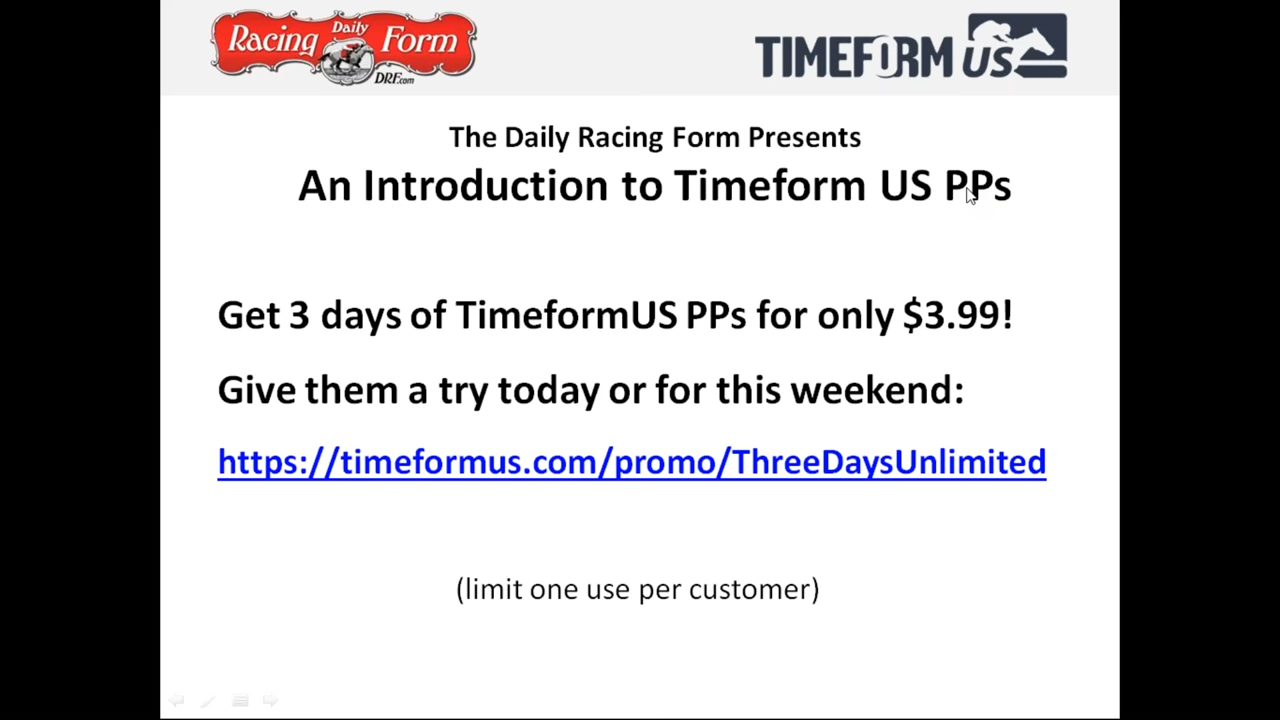 Racing Daily Form
DRF.com
TIMEFORM US
The Daily Racing Form Presents
An Introduction to Timeform US PPs
Get 3 days of TimeformUS PPs for only $3.99!
Give them a try today or for this weekend:
https://timeformus.com/promo/ThreeDaysUnlimited
(limit one use per customer)